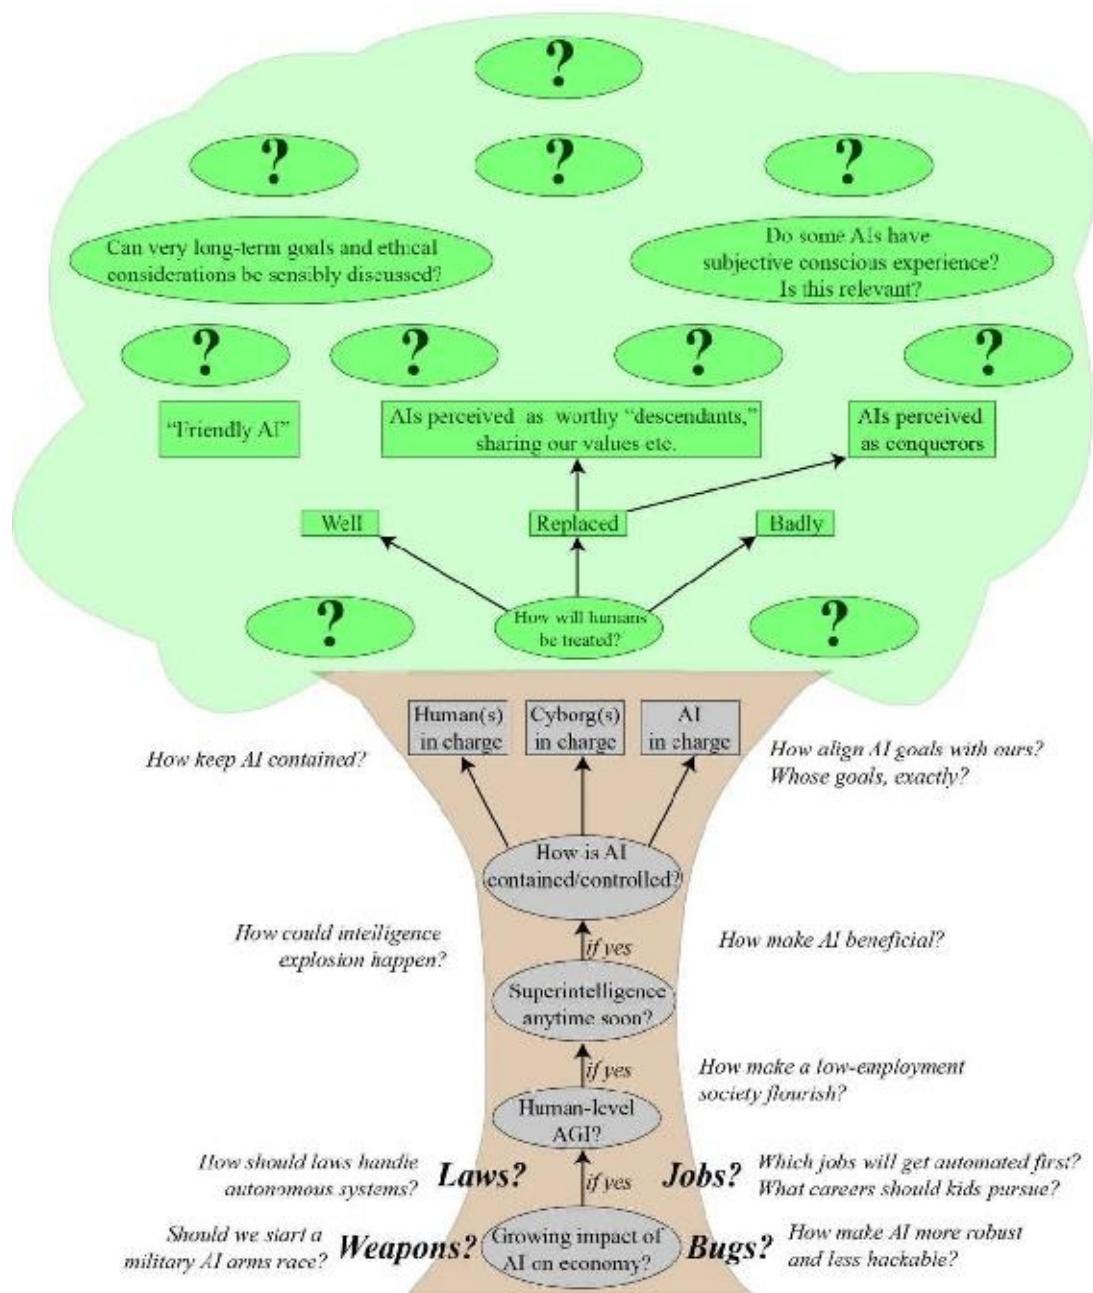 ?
?
?
?
Can very long-term goals and ethical
considerations be sensibly discussed?
Do some AIs have
subjective conscious experience?
Is this relevant?
?
?
?
?
“Friendly AI”
AIs perceived as worthy “descendants,”
sharing our values etc.
AIs perceived
as conquerors
Well
Replaced
Badly
?
How will humans
be treated?
?
Human(s)
in charge
Cyborg(s)
in charge
AI
in charge
How keep AI contained?
How align AI goals with ours?
Whose goals, exactly?
How is AI
contained/controlled?
How could intelligence
explosion happen?
if yes
How make AI beneficial?
Superintelligence
anytime soon?
if yes
How make a low-employment
society flourish?
Human-level
AGI?
How should laws handle
autonomous systems?
Laws?
if yes
Jobs?
Which jobs will get automated first?
What careers should kids pursue?
Should we start a
military AI arms race?
Weapons?
Growing impact of
AI on economy?
Bugs?
How make AI more robust
and less hackable?